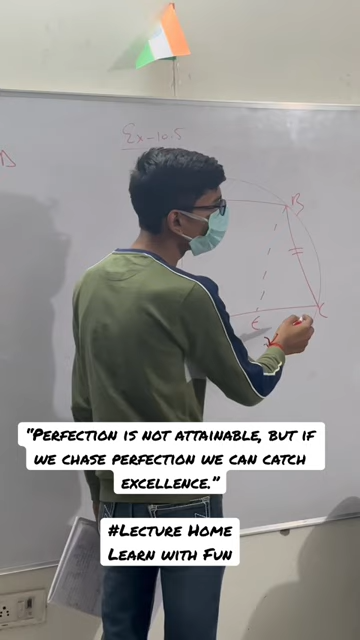 Ex-10.5
B
E
C
"Perfection is not attainable, but if
we chase perfection we can catch
excellence."
#Lecture Home
Learn with Fun